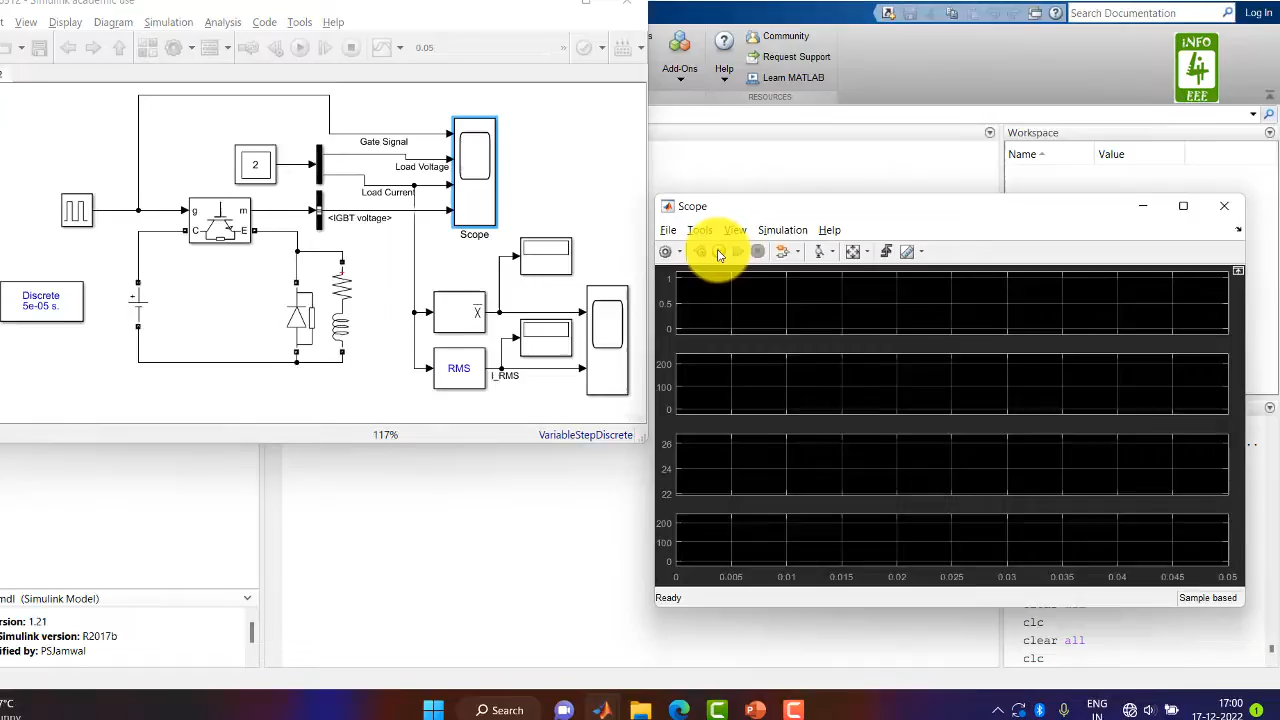 Simulink academic use
View Display Diagram Simulation Analysis Code Tools Help
0.05
»
Gate Signal
Load Voltage
2
Load Current
g m
C E
<IGBT voltage>
Scope
Discrete
5e-05 s.
+
X
RMS
I_RMS
117% VariableStepDiscrete
Search Documentation
Log In
Add-Ons
Help
Community
Request Support
Learn MATLAB
RESOURCES
INFO
EEE
Workspace
Name Value
Scope
File Tools View Simulation Help
1
0.5
0
200
100
0
26
24
22
200
100
0
0 0.005 0.01 0.015 0.02 0.025 0.03 0.035 0.04 0.045 0.05
Ready Sample based
clc
clear all
clc
mdl (Simulink Model)
rsion: 1.21
Simulink version: R2017b
ified by: PSJamwal
7°C
Search
ENG
IN
17:00
17-12-2022
1